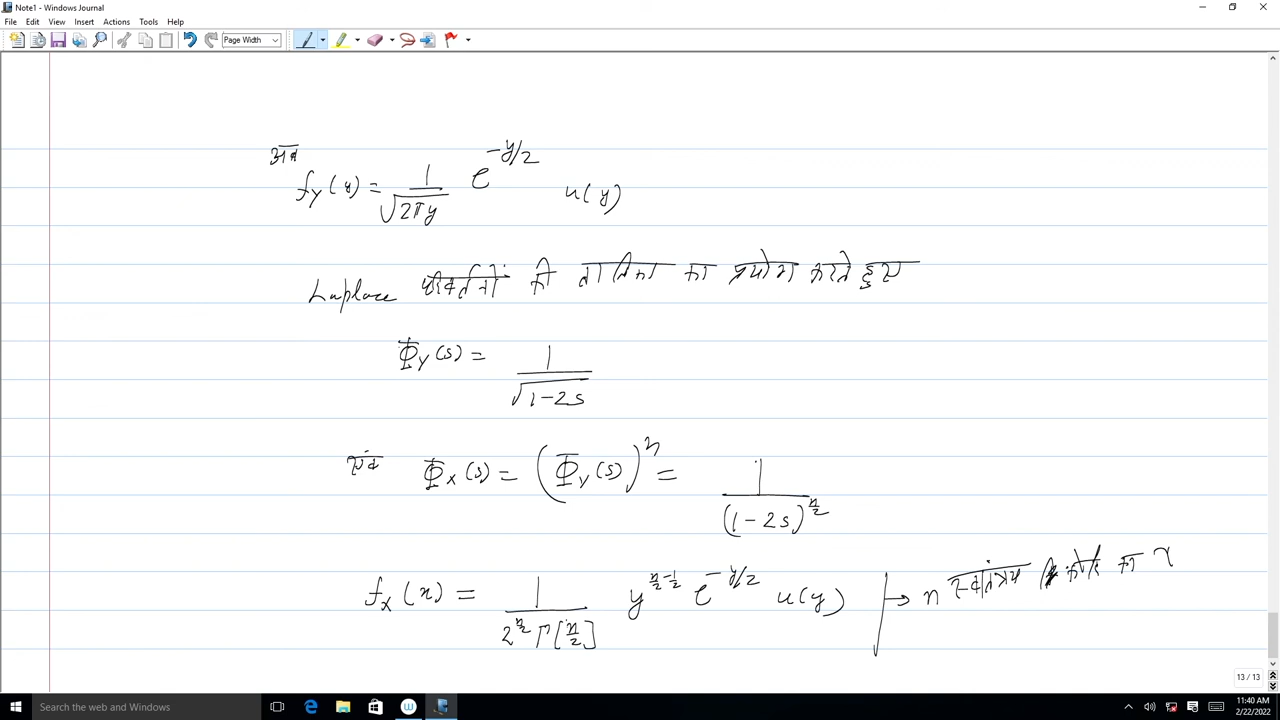 Note1 - Windows Journal
File Edit View Insert Actions Tools Help
Page Width
अब
f_Y(y) = 1/√(2πy) e^(-y/2) u(y)
Laplace परिवर्तनों की तालिका का प्रयोग करते हुए
Φ_Y(s) = 1/√(1-2s)
एवं Φ_X(s) = (Φ_Y(s))^n = 1/(1-2s)^(n/2)
f_X(x) = 1/(2^(n/2) Γ[n/2]) y^(n/2-1/2) e^(-y/2) u(y) → n स्वातंत्र्य कोटि का
13 / 13
Search the web and Windows
11:40 AM
2/22/2022